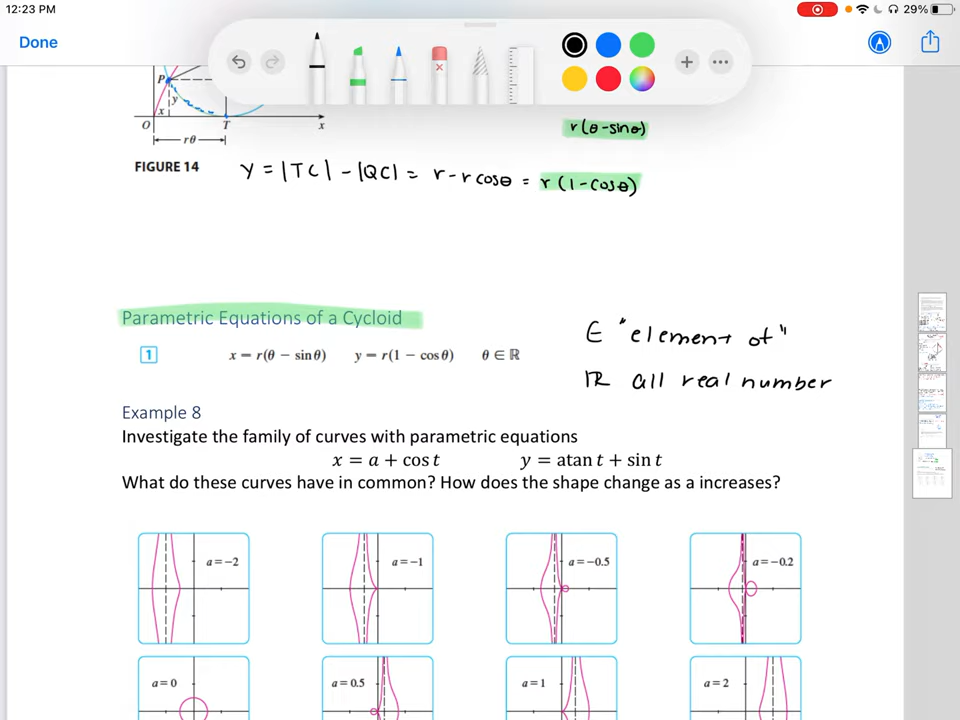 12:23 PM
29%
Done
P
y
x
O
T
x
rθ
r(θ-sinθ)
FIGURE 14
y = |TC| - |QC| = r-r cosθ = r(1-cosθ)
Parametric Equations of a Cycloid
1 x = r(θ − sin θ) y = r(1 − cos θ) θ ∈ ℝ
∈ "element of"
ℝ all real number
Example 8
Investigate the family of curves with parametric equations
x = a + cos t y = atan t + sin t
What do these curves have in common? How does the shape change as a increases?
a=−2
a=−1
a=−0.5
a=−0.2
a=0
a=0.5
a=1
a=2